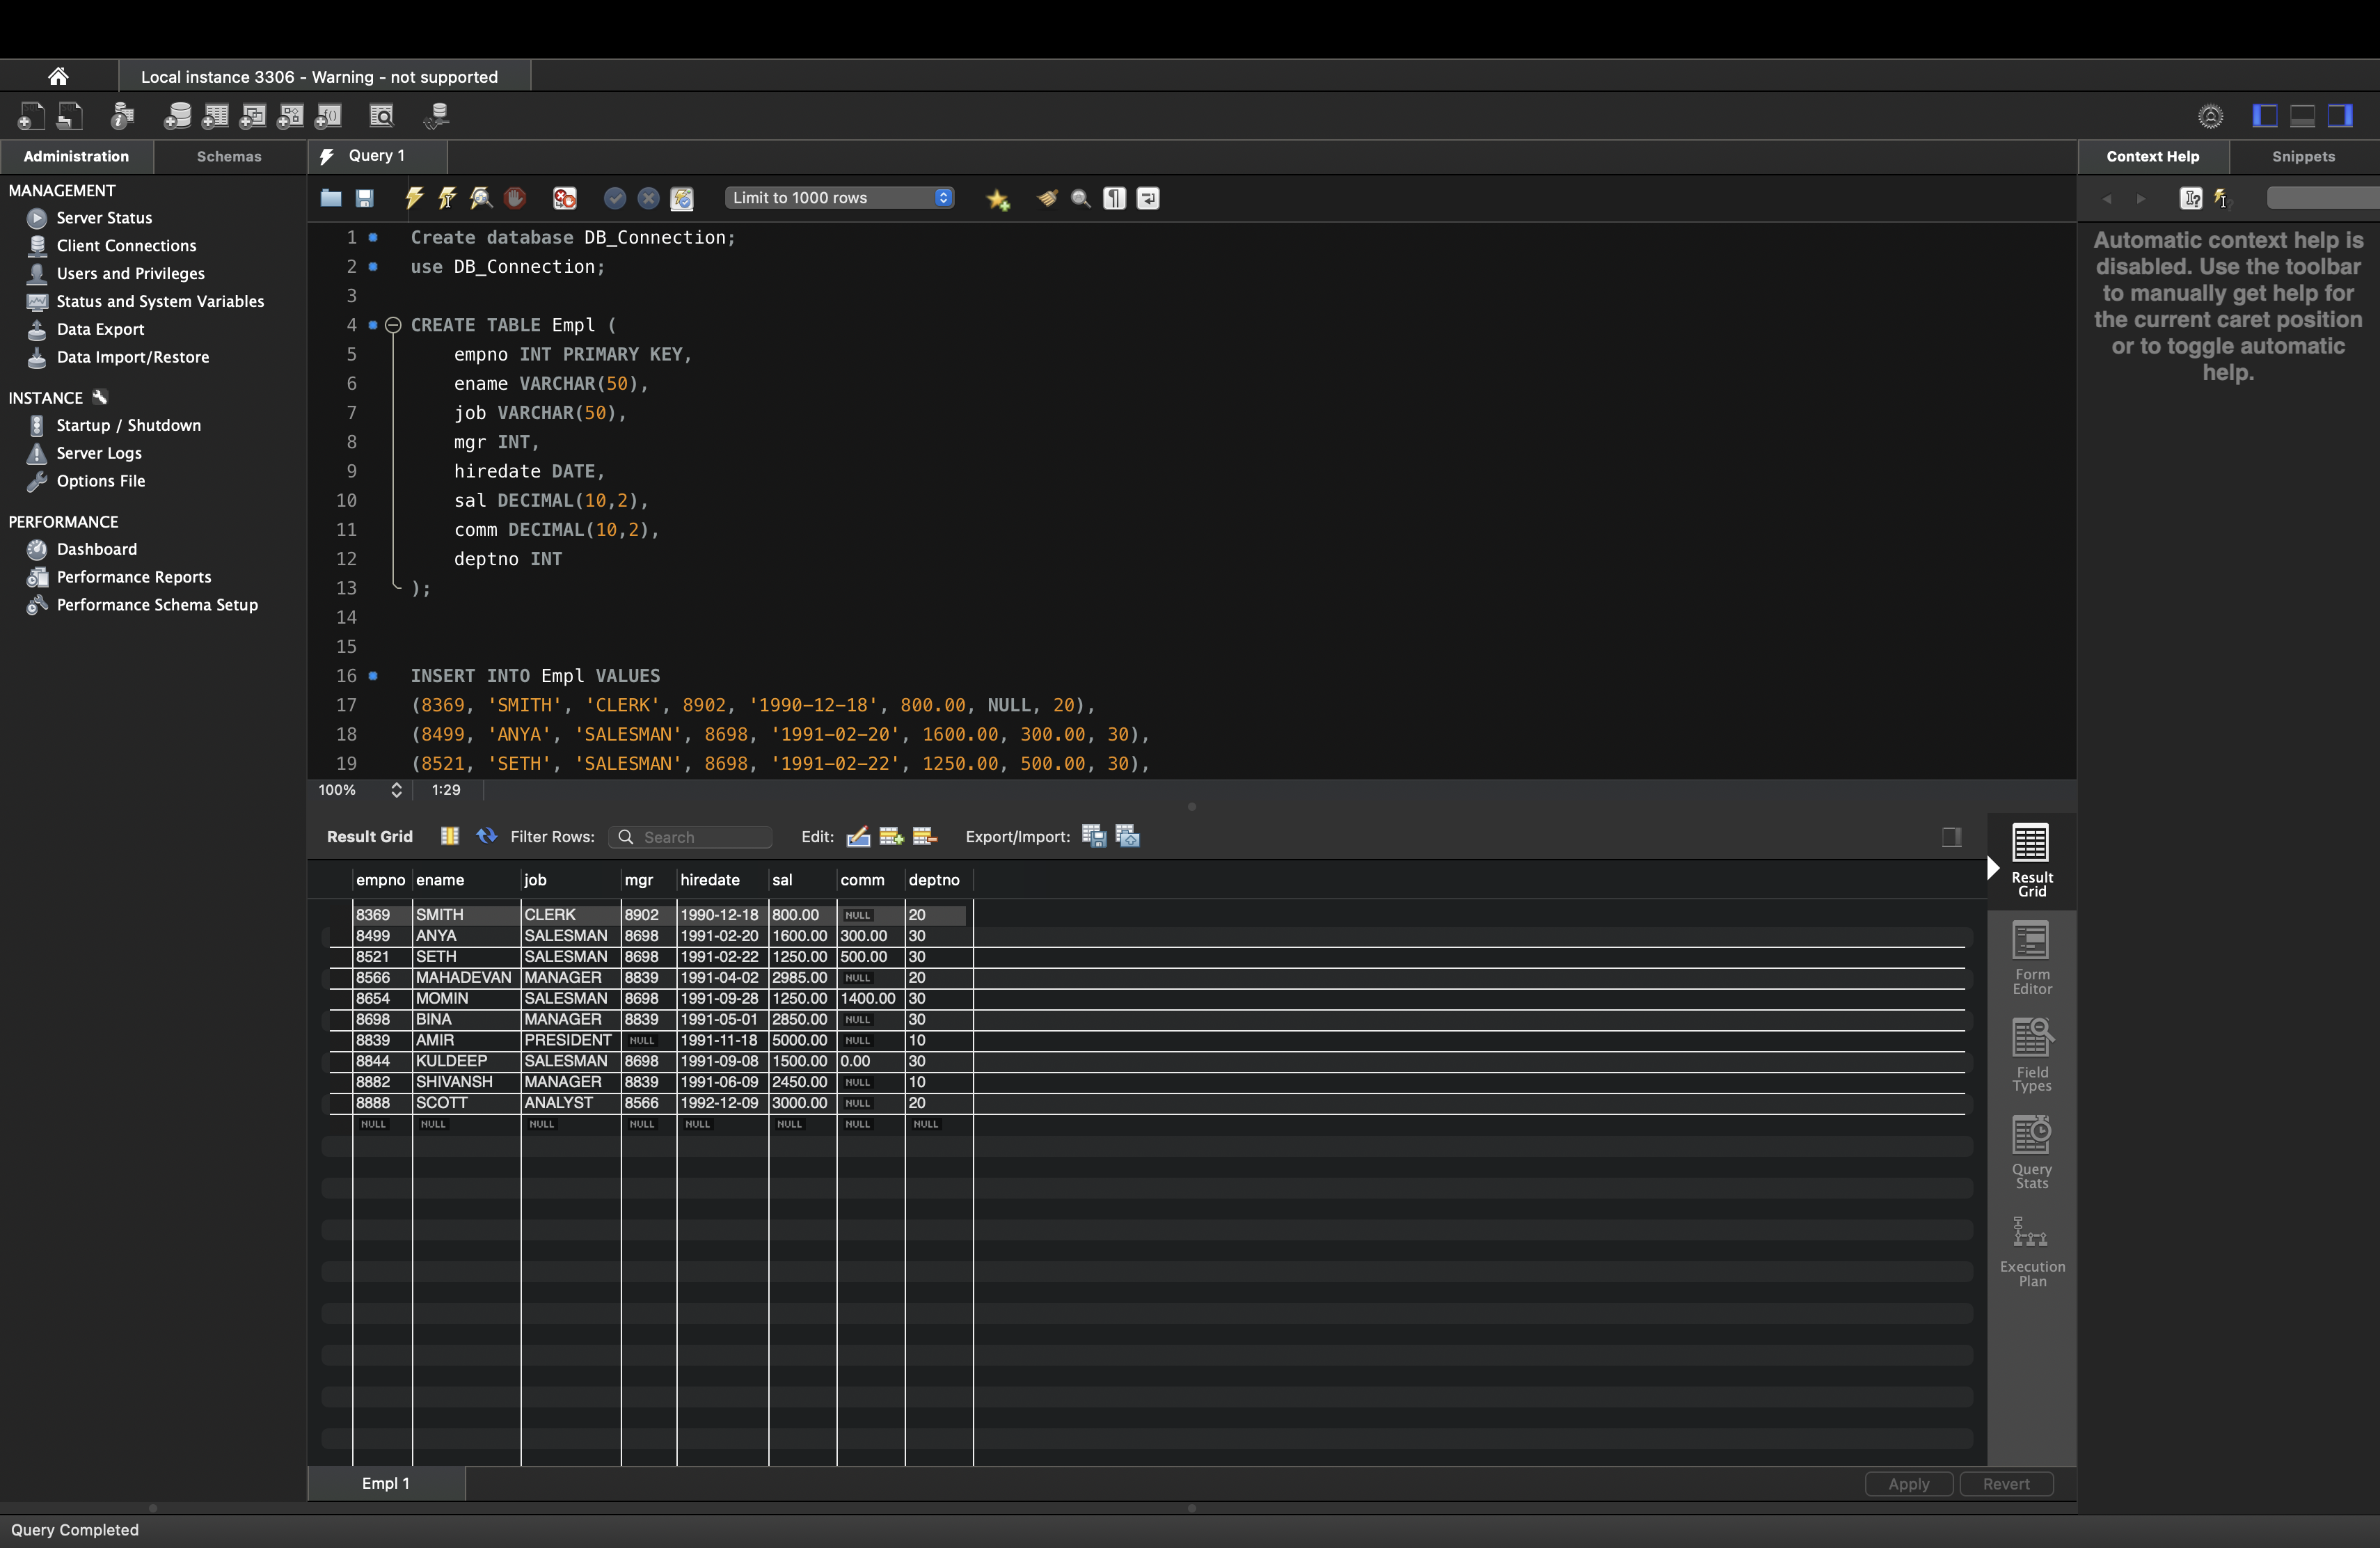 Local instance 3306 - Warning - not supported
Administration
Schemas
Query 1
Context Help
Snippets
MANAGEMENT
Server Status
Client Connections
Users and Privileges
Status and System Variables
Data Export
Data Import/Restore
INSTANCE
Startup / Shutdown
Server Logs
Options File
PERFORMANCE
Dashboard
Performance Reports
Performance Schema Setup
Limit to 1000 rows
1 Create database DB_Connection;
2 use DB_Connection;
3
4 CREATE TABLE Empl (
5 empno INT PRIMARY KEY,
6 ename VARCHAR(50),
7 job VARCHAR(50),
8 mgr INT,
9 hiredate DATE,
10 sal DECIMAL(10,2),
11 comm DECIMAL(10,2),
12 deptno INT
13 );
14
15
16 INSERT INTO Empl VALUES
17 (8369, 'SMITH', 'CLERK', 8902, '1990-12-18', 800.00, NULL, 20),
18 (8499, 'ANYA', 'SALESMAN', 8698, '1991-02-20', 1600.00, 300.00, 30),
19 (8521, 'SETH', 'SALESMAN', 8698, '1991-02-22', 1250.00, 500.00, 30),
100% 1:29
Result Grid Filter Rows: Search Edit: Export/Import:
empno ename job mgr hiredate sal comm deptno
8369 SMITH CLERK 8902 1990-12-18 800.00 NULL 20
8499 ANYA SALESMAN 8698 1991-02-20 1600.00 300.00 30
8521 SETH SALESMAN 8698 1991-02-22 1250.00 500.00 30
8566 MAHADEVAN MANAGER 8839 1991-04-02 2985.00 NULL 20
8654 MOMIN SALESMAN 8698 1991-09-28 1250.00 1400.00 30
8698 BINA MANAGER 8839 1991-05-01 2850.00 NULL 30
8839 AMIR PRESIDENT NULL 1991-11-18 5000.00 NULL 10
8844 KULDEEP SALESMAN 8698 1991-09-08 1500.00 0.00 30
8882 SHIVANSH MANAGER 8839 1991-06-09 2450.00 NULL 10
8888 SCOTT ANALYST 8566 1992-12-09 3000.00 NULL 20
NULL NULL NULL NULL NULL NULL NULL NULL
Result
Grid
Form
Editor
Field
Types
Query
Stats
Execution
Plan
Automatic context help is
disabled. Use the toolbar
to manually get help for
the current caret position
or to toggle automatic
help.
Empl 1
Apply
Revert
Query Completed